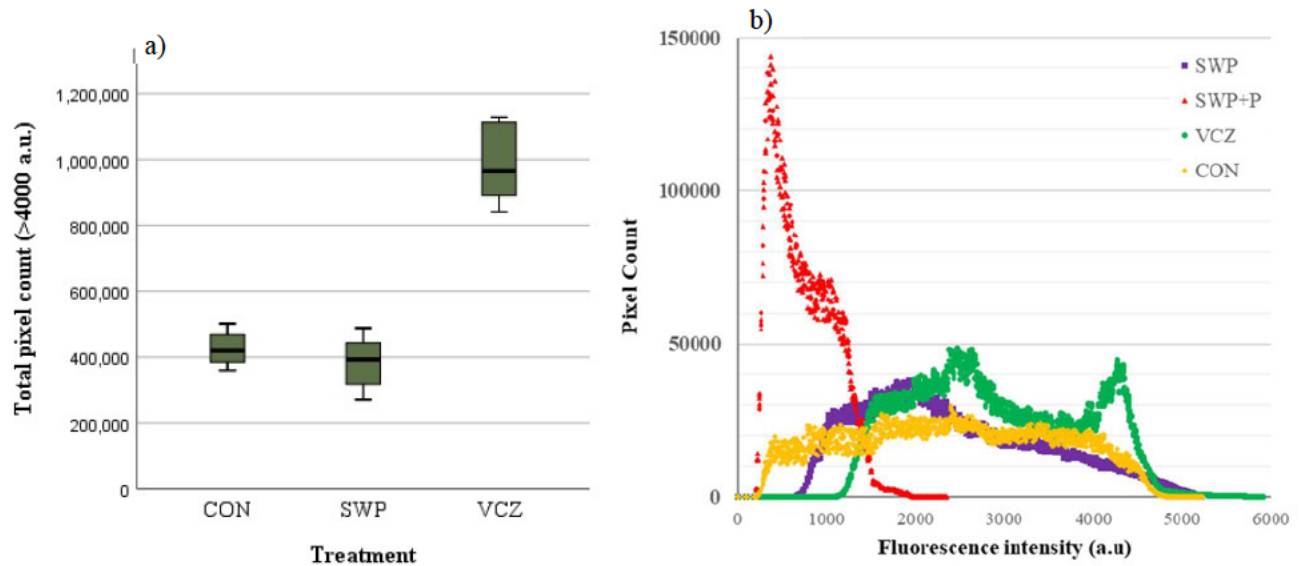 a)
Total pixel count (>4000 a.u.)
1,200,000
1,000,000
800,000
600,000
400,000
200,000
0
CON SWP VCZ
Treatment
b)
Pixel Count
150000
100000
50000
0
SWP
SWP+P
VCZ
CON
0 1000 2000 3000 4000 5000 6000
Fluorescence intensity (a.u)